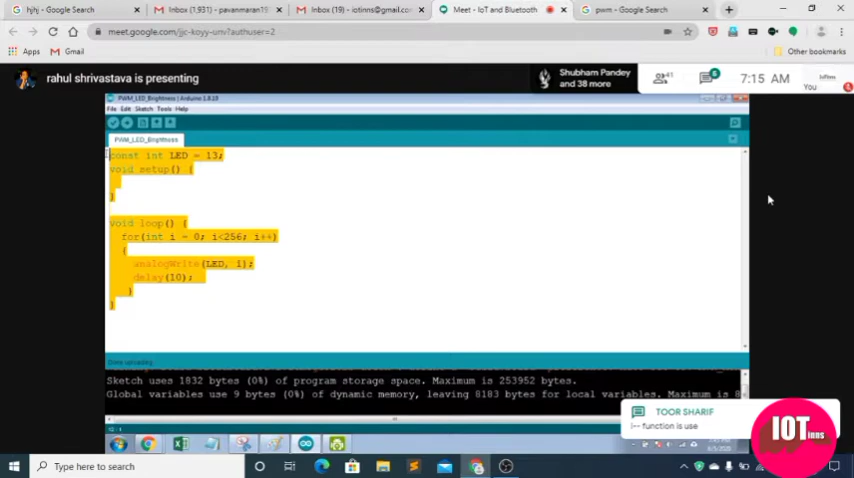 hjhj - Google Search
Inbox (1,931) - pavanmaran19
Inbox (19) - iotinns@gmail.co
Meet - IoT and Bluetooth
pwm - Google Search
meet.google.com/jjc-koyy-unv?authuser=2
Apps
Gmail
Other bookmarks
rahul shrivastava is presenting
Shubham Pandey
and 38 more
41
6
7:15 AM
You
PWM_LED_Brightness | Arduino 1.8.13
File Edit Sketch Tools Help
PWM_LED_Brightness
const int LED = 13;
void setup() {
}
void loop() {
for(int i = 0; i<256; i++)
{
analogWrite(LED, i);
delay(10);
}
}
Done uploading.
Sketch uses 1832 bytes (0%) of program storage space. Maximum is 253952 bytes.
Global variables use 9 bytes (0%) of dynamic memory, leaving 8183 bytes for local variables. Maximum is 8
TOOR SHARIF
I-- function is use
IOT
inns
Type here to search